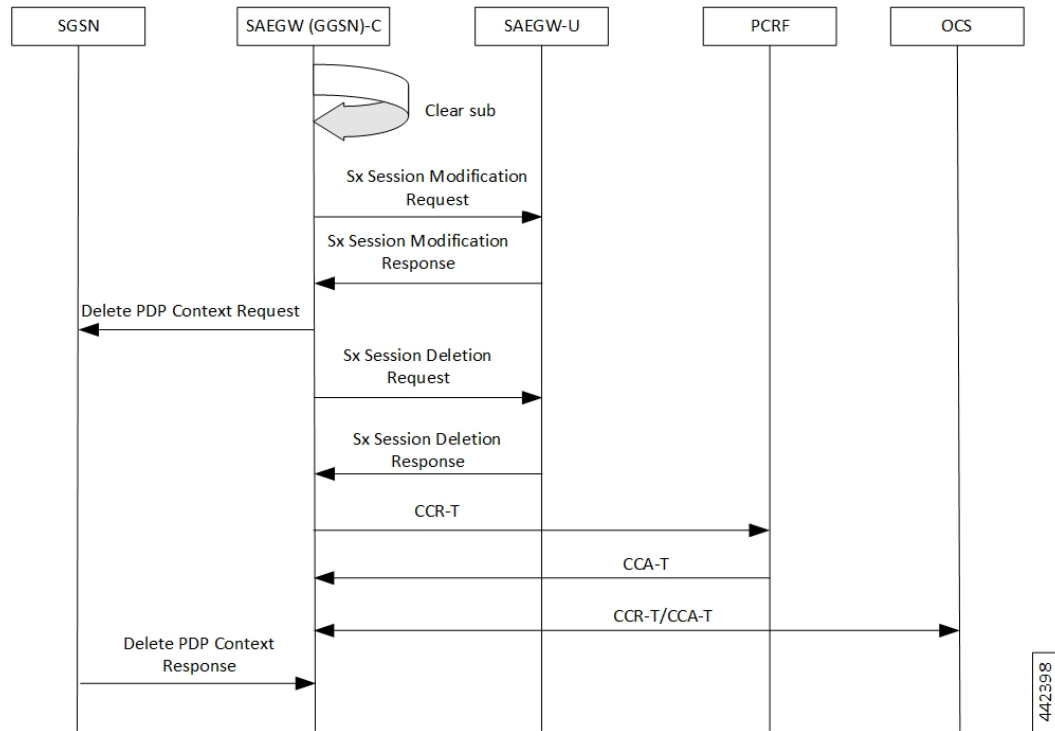 SGSN
SAEGW (GGSN)-C
SAEGW-U
PCRF
OCS
Clear sub
Sx Session Modification
Request
Sx Session Modification
Response
Delete PDP Context Request
Sx Session Deletion
Request
Sx Session Deletion
Response
CCR-T
CCA-T
CCR-T/CCA-T
Delete PDP Context
Response
442398